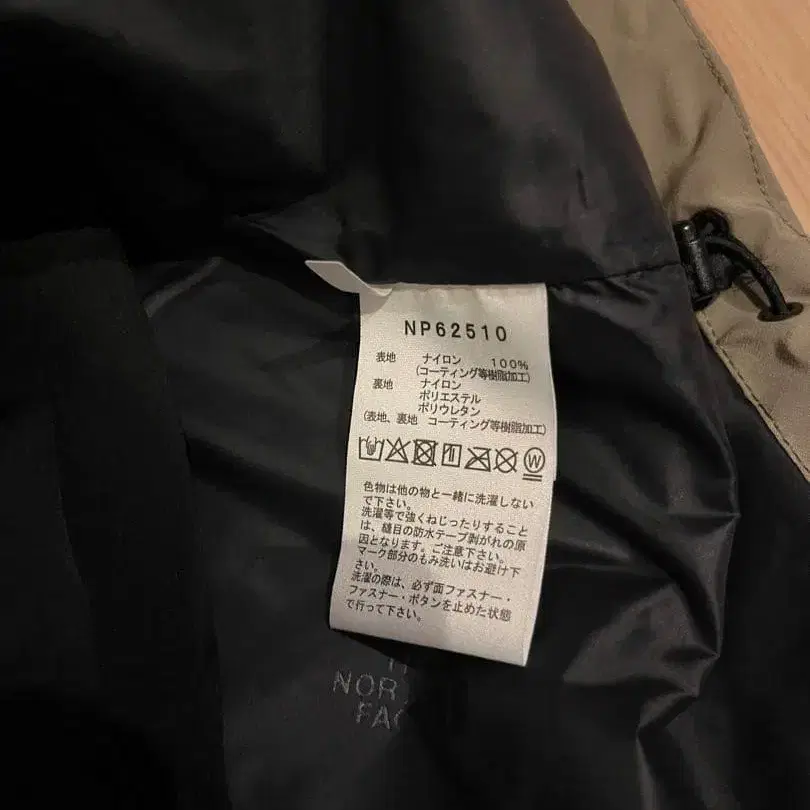 NP62510
表地 ナイロン 100%
(コーティング等樹脂加工)
裏地 ナイロン
ポリエステル
ポリウレタン
(表地、裏地 コーティング等樹脂加工)
W
色物は他の物と一緒に洗濯しない
で下さい。
洗濯等で強くねじったりすること
は、縫目の防水テープ剥がれの原
因となります。ご注意下さい。
マーク部分のもみ洗いはお避け下
さい。
洗濯の際は、必ず面ファスナー・
ファスナー・ボタンを止めた状態
で行って下さい。
NOR
FAC